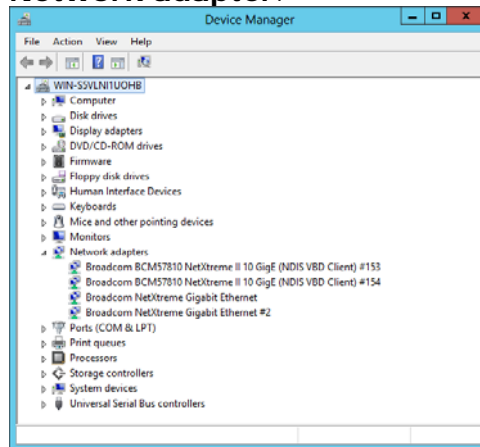 Network adapter.
Device Manager
File Action View Help
WIN-SSVLNI1UOHB
Computer
Disk drives
Display adapters
DVD/CD-ROM drives
Firmware
Floppy disk drives
Human Interface Devices
Keyboards
Mice and other pointing devices
Monitors
Network adapters
Broadcom BCM57810 NetXtreme II 10 GigE (NDIS VBD Client) #153
Broadcom BCM57810 NetXtreme II 10 GigE (NDIS VBD Client) #154
Broadcom NetXtreme Gigabit Ethernet
Broadcom NetXtreme Gigabit Ethernet #2
Ports (COM & LPT)
Print queues
Processors
Storage controllers
System devices
Universal Serial Bus controllers